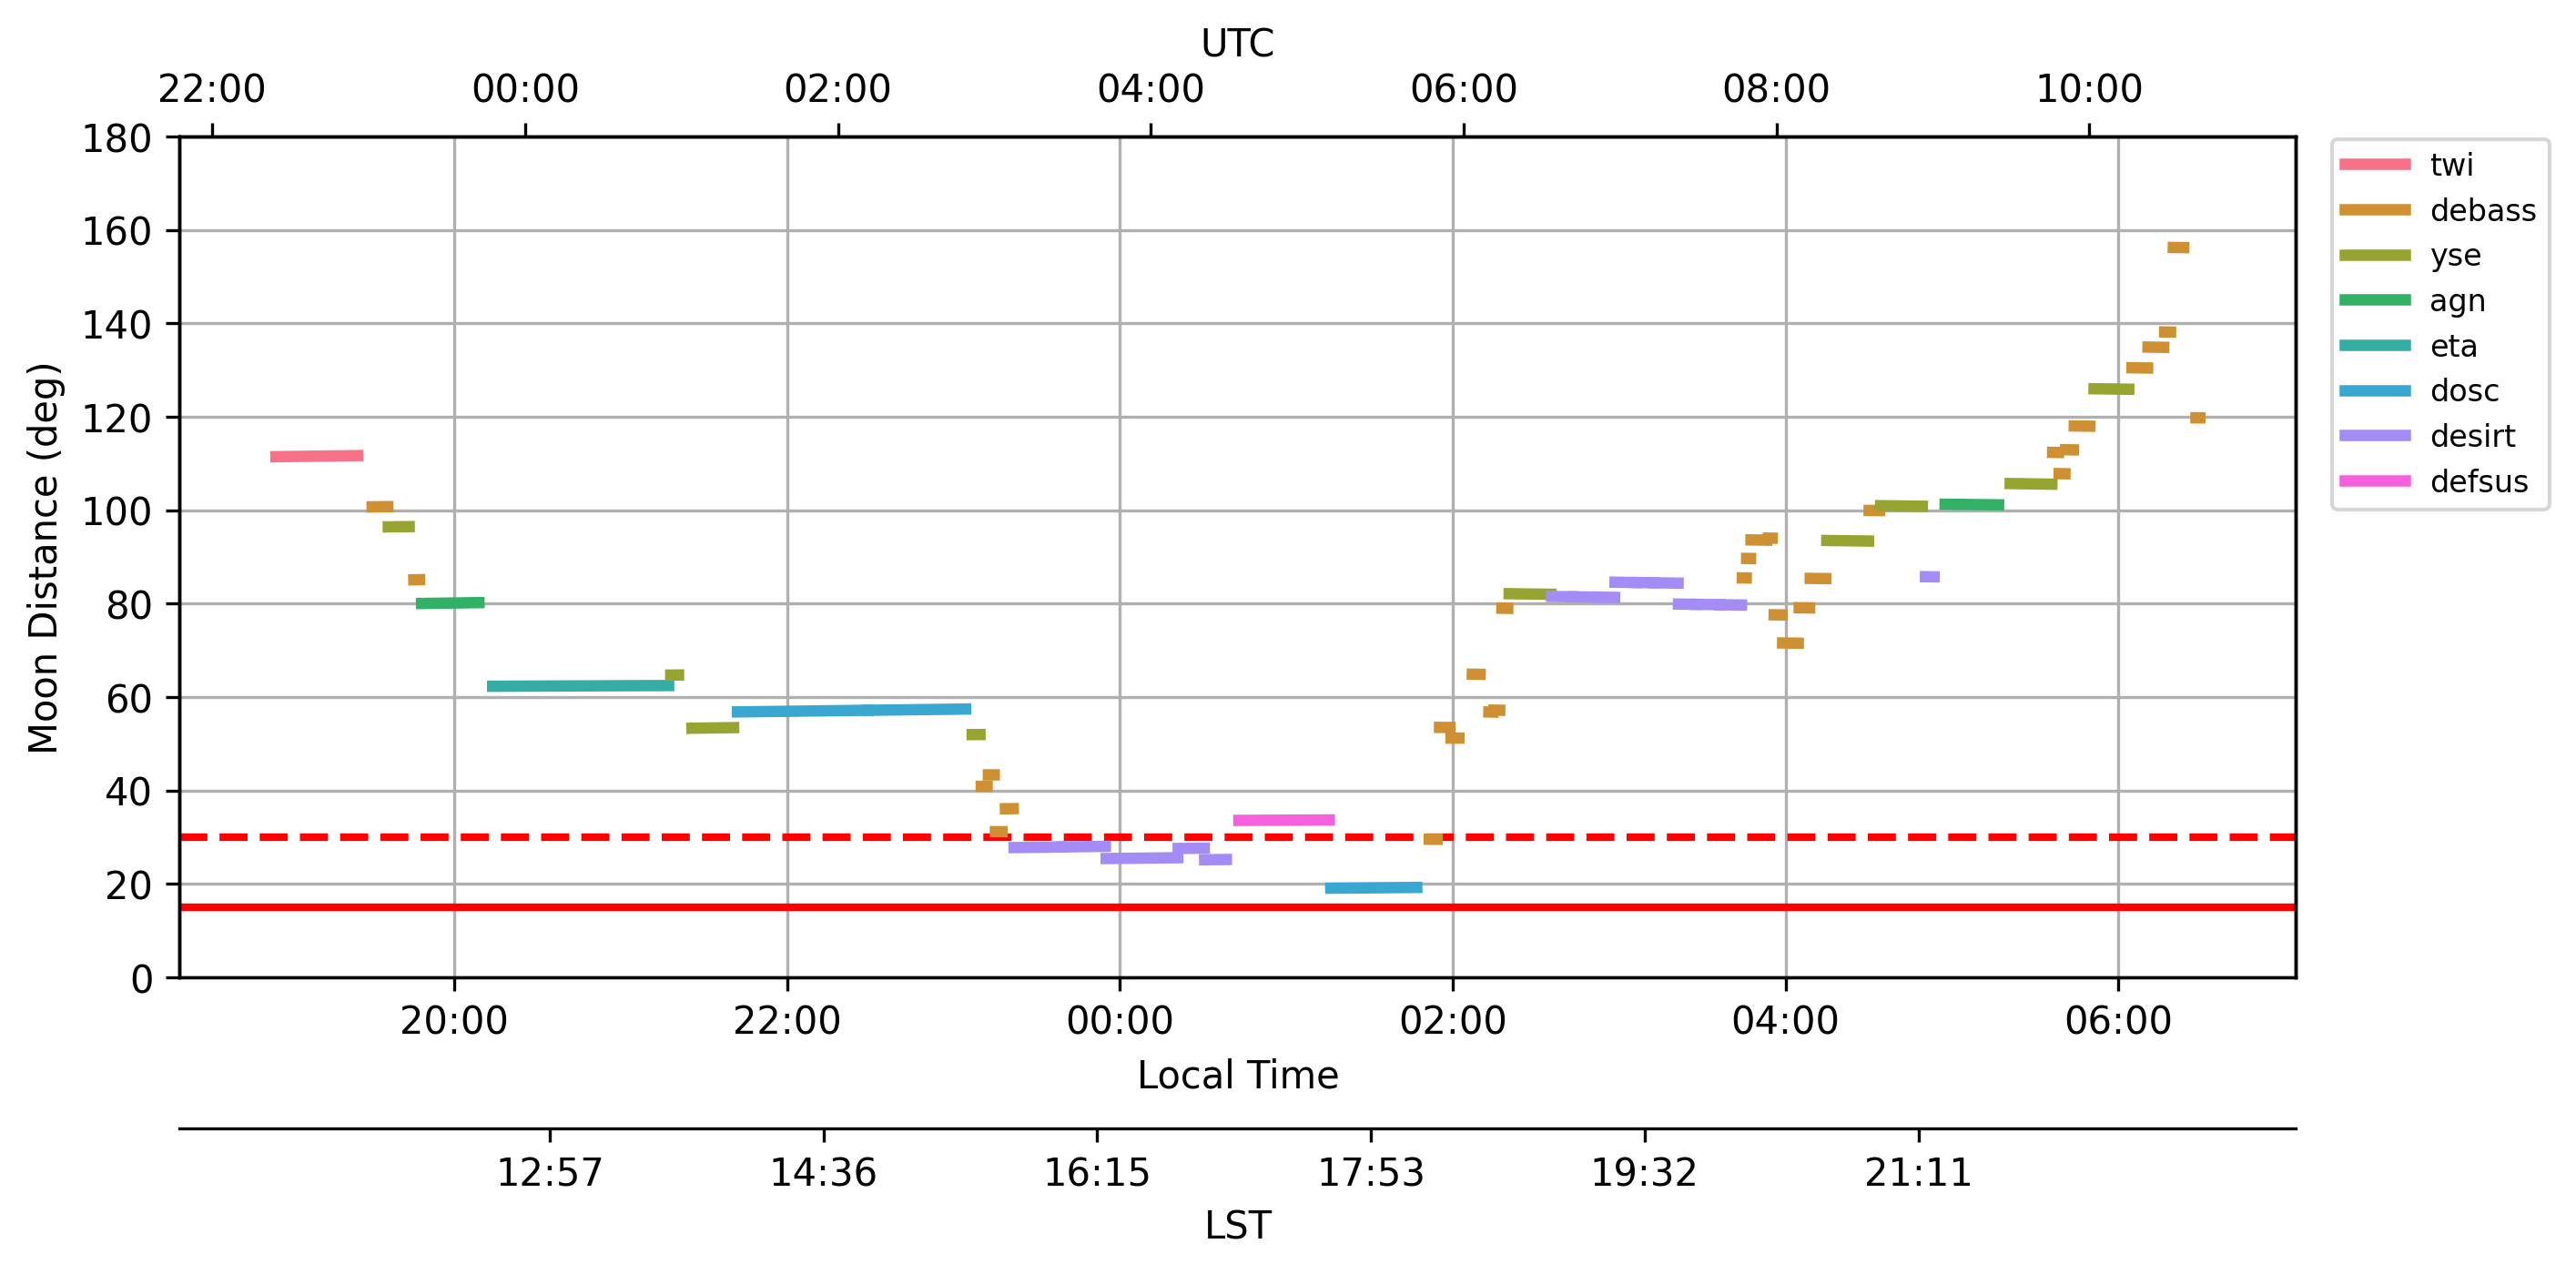 UTC
22:00 00:00 02:00 04:00 06:00 08:00 10:00
180
160
140
120
100
80
60
40
20
0
Moon Distance (deg)
twi
debass
yse
agn
eta
dosc
desirt
defsus
20:00 22:00 00:00 02:00 04:00 06:00
Local Time
12:57 14:36 16:15 17:53 19:32 21:11
LST